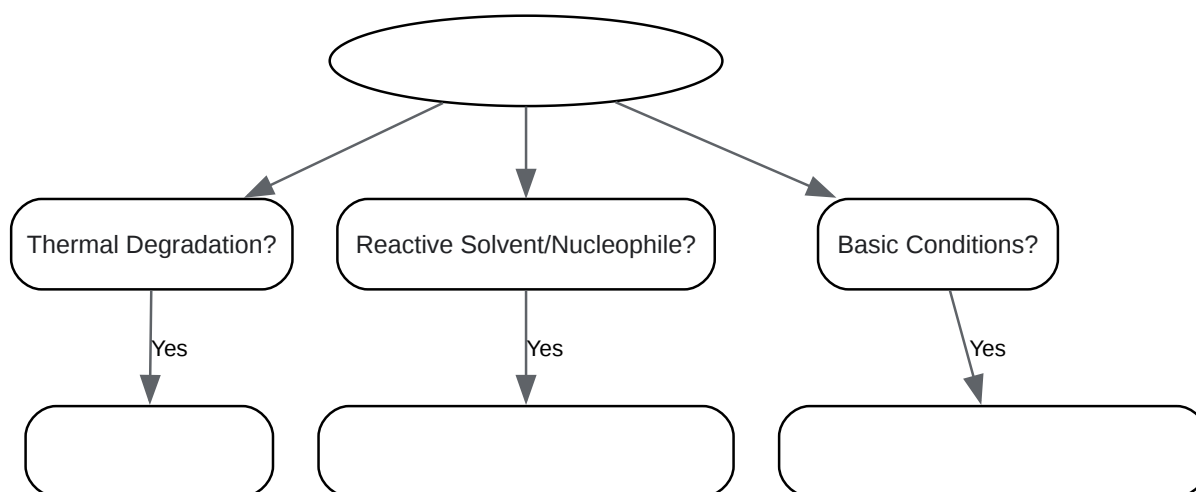 Thermal Degradation?
Reactive Solvent/Nucleophile?
Basic Conditions?
Yes
Yes
Yes